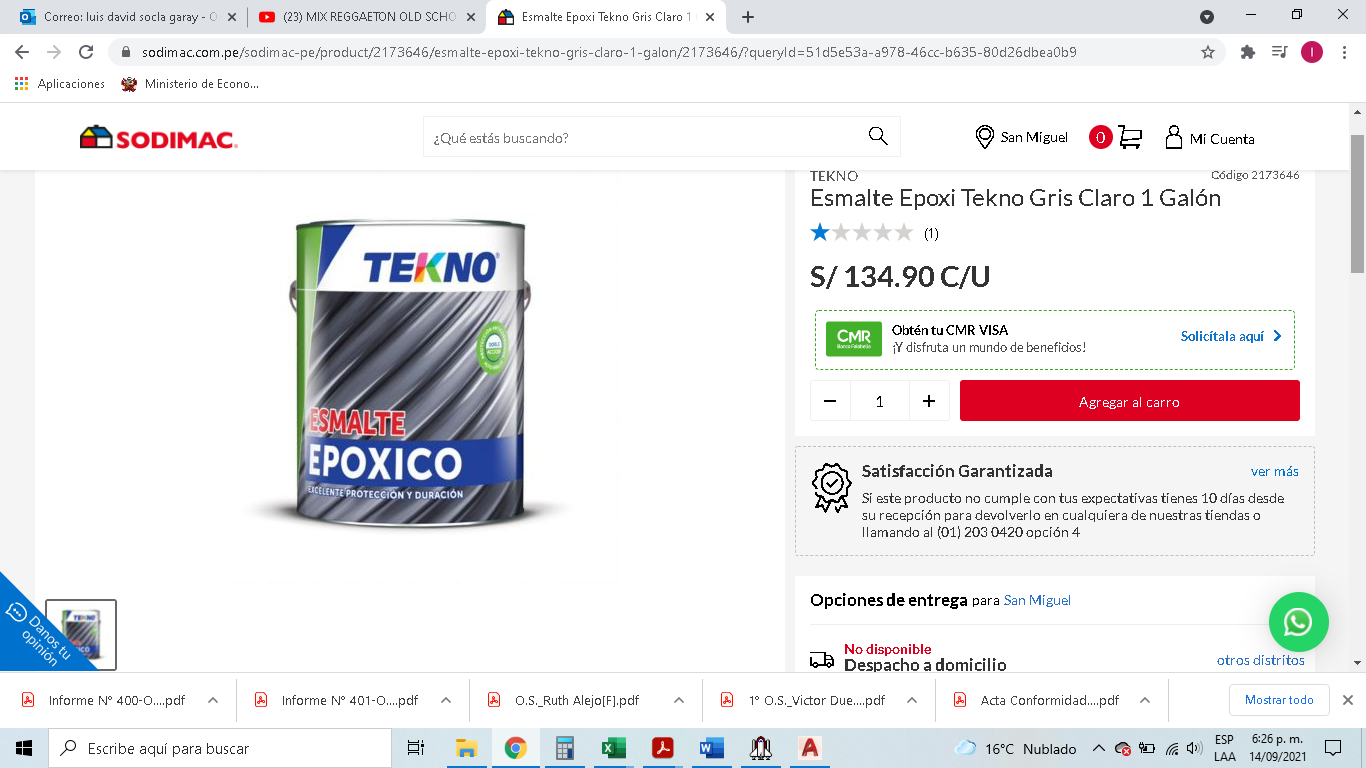 Correo: luis david socla garay - O
(23) MIX REGGAETON OLD SCHO
Esmalte Epoxi Tekno Gris Claro 1
sodimac.com.pe/sodimac-pe/product/2173646/esmalte-epoxi-tekno-gris-claro-1-galon/2173646/?queryId=51d5e53a-a978-46cc-b635-80d26dbea0b9
I
Aplicaciones
Ministerio de Econo...
SODIMAC
¿Qué estás buscando?
San Miguel
0
Mi Cuenta
TEKNO
Código 2173646
Esmalte Epoxi Tekno Gris Claro 1 Galón
(1)
S/ 134.90 C/U
CMR
Banco Falabella
Obtén tu CMR VISA
¡Y disfruta un mundo de beneficios!
Solicítala aquí
1
Agregar al carro
Satisfacción Garantizada
ver más
Si este producto no cumple con tus expectativas tienes 10 días desde
su recepción para devolverlo en cualquiera de nuestras tiendas o
llamando al (01) 203 0420 opción 4
Opciones de entrega para San Miguel
No disponible
Despacho a domicilio
otros distritos
TEKNO
DOBLE
ACCIÓN
ESMALTE
EPOXICO
EXCELENTE PROTECCIÓN Y DURACIÓN
TEKNO
EPOXICO
Danos tu
opinión
Informe N° 400-O....pdf
Informe N° 401-O....pdf
O.S._Ruth Alejo[F].pdf
1° O.S._Victor Due....pdf
Acta Conformidad....pdf
Mostrar todo
Escribe aquí para buscar
16°C Nublado
ESP
LAA
6:26 p. m.
14/09/2021